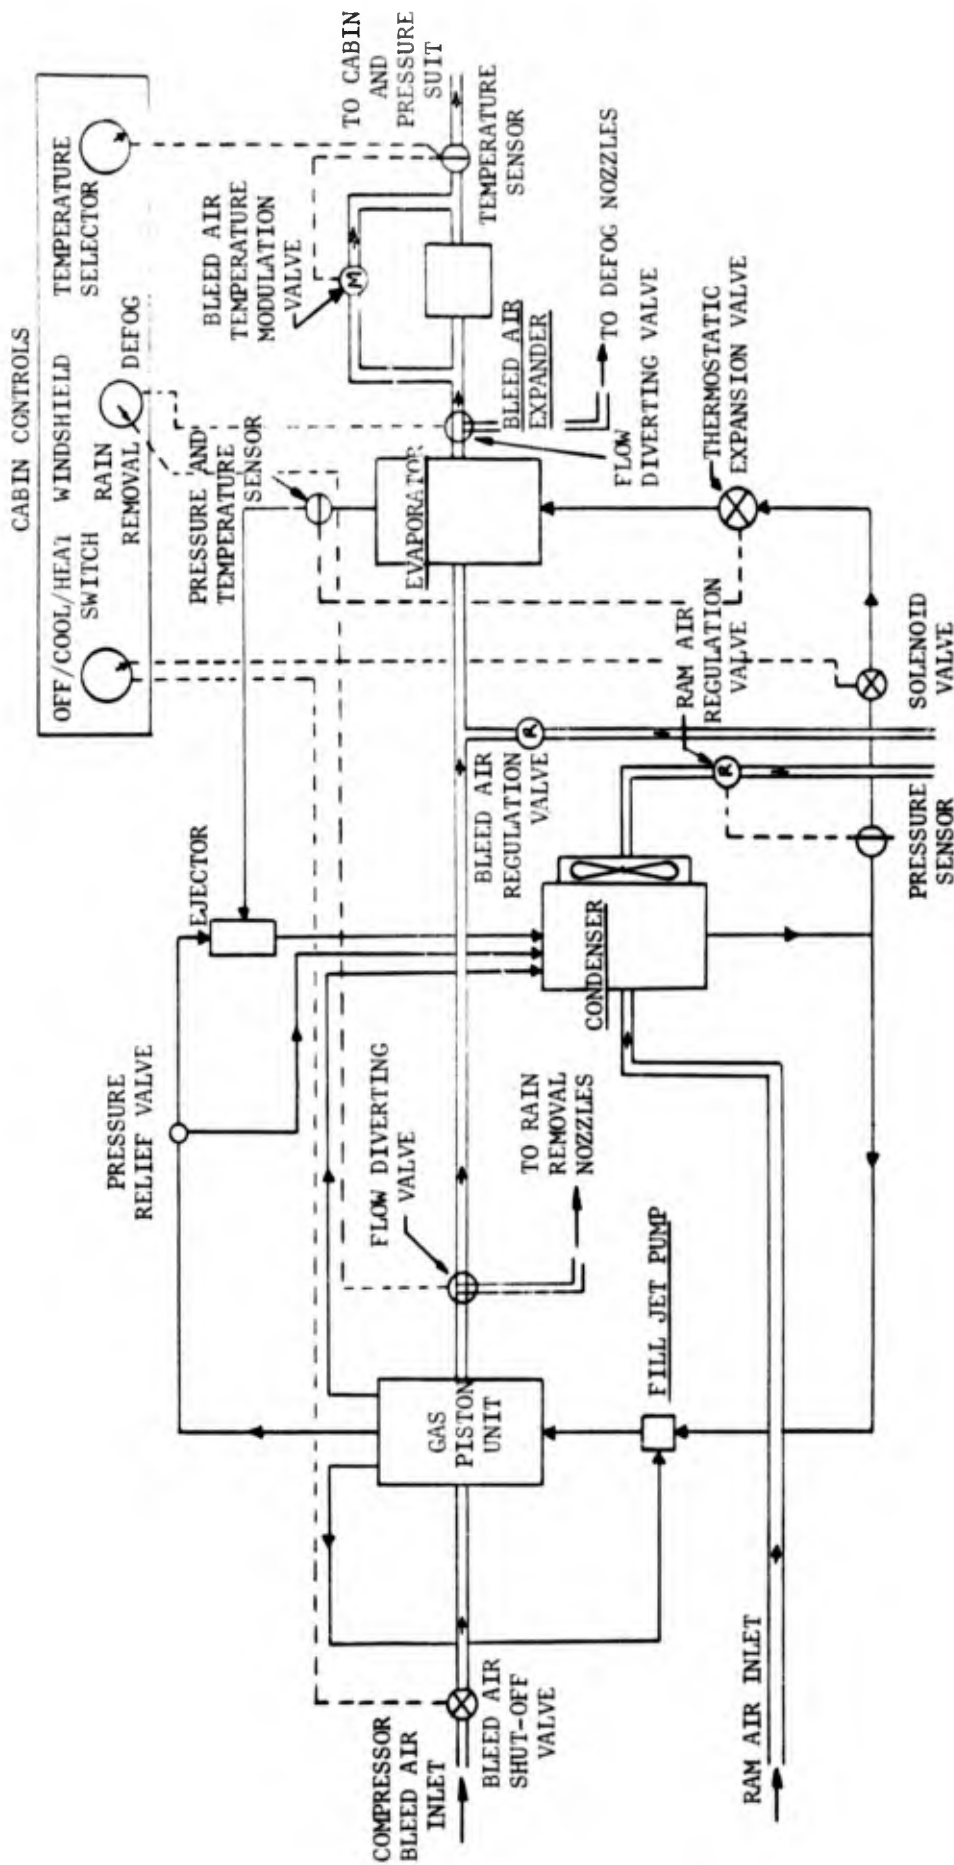 CABIN CONTROLS
OFF/COOL/HEAT
SWITCH
WINDSHIELD
RAIN
REMOVAL
DEFOG
TEMPERATURE
SELECTOR
PRESSURE
RELIEF VALVE
EJECTOR
PRESSURE AND
TEMPERATURE
SENSOR
BLEED AIR
TEMPERATURE
MODULATION
VALVE
TO CABIN
AND
PRESSURE
SUIT
M
TEMPERATURE
SENSOR
COMPRESSOR
BLEED AIR
INLET
BLEED AIR
SHUT-OFF
VALVE
GAS
PISTON
UNIT
FLOW DIVERTING
VALVE
TO RAIN
REMOVAL
NOZZLES
BLEED AIR
REGULATION
VALVE
R
EVAPORATOR
BLEED AIR
EXPANDER
FLOW
DIVERTING VALVE
TO DEFOG NOZZLES
FILL JET PUMP
CONDENSER
RAM AIR
REGULATION
VALVE
R
THERMOSTATIC
EXPANSION VALVE
RAM AIR INLET
PRESSURE
SENSOR
SOLENOID
VALVE